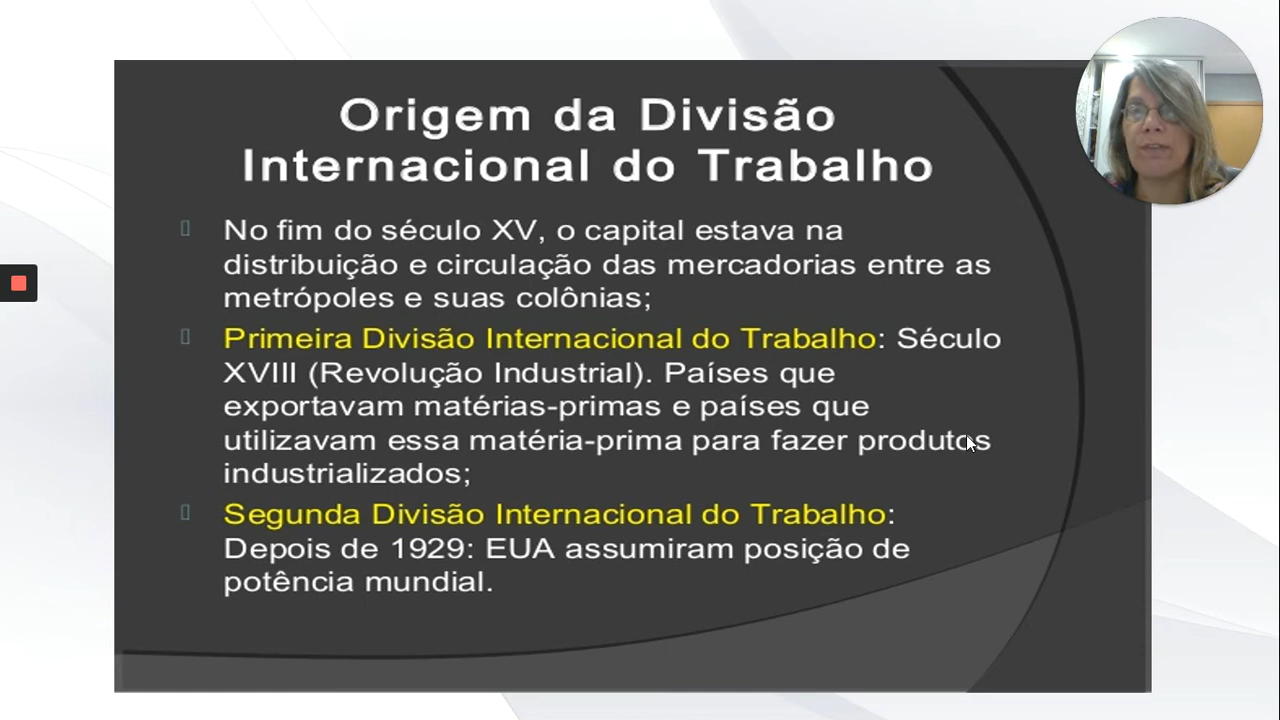 Origem da Divisão
Internacional do Trabalho
No fim do século XV, o capital estava na
distribuição e circulação das mercadorias entre as
metrópoles e suas colônias;
Primeira Divisão Internacional do Trabalho: Século
XVIII (Revolução Industrial). Países que
exportavam matérias-primas e países que
utilizavam essa matéria-prima para fazer produtos
industrializados;
Segunda Divisão Internacional do Trabalho:
Depois de 1929: EUA assumiram posição de
potência mundial.